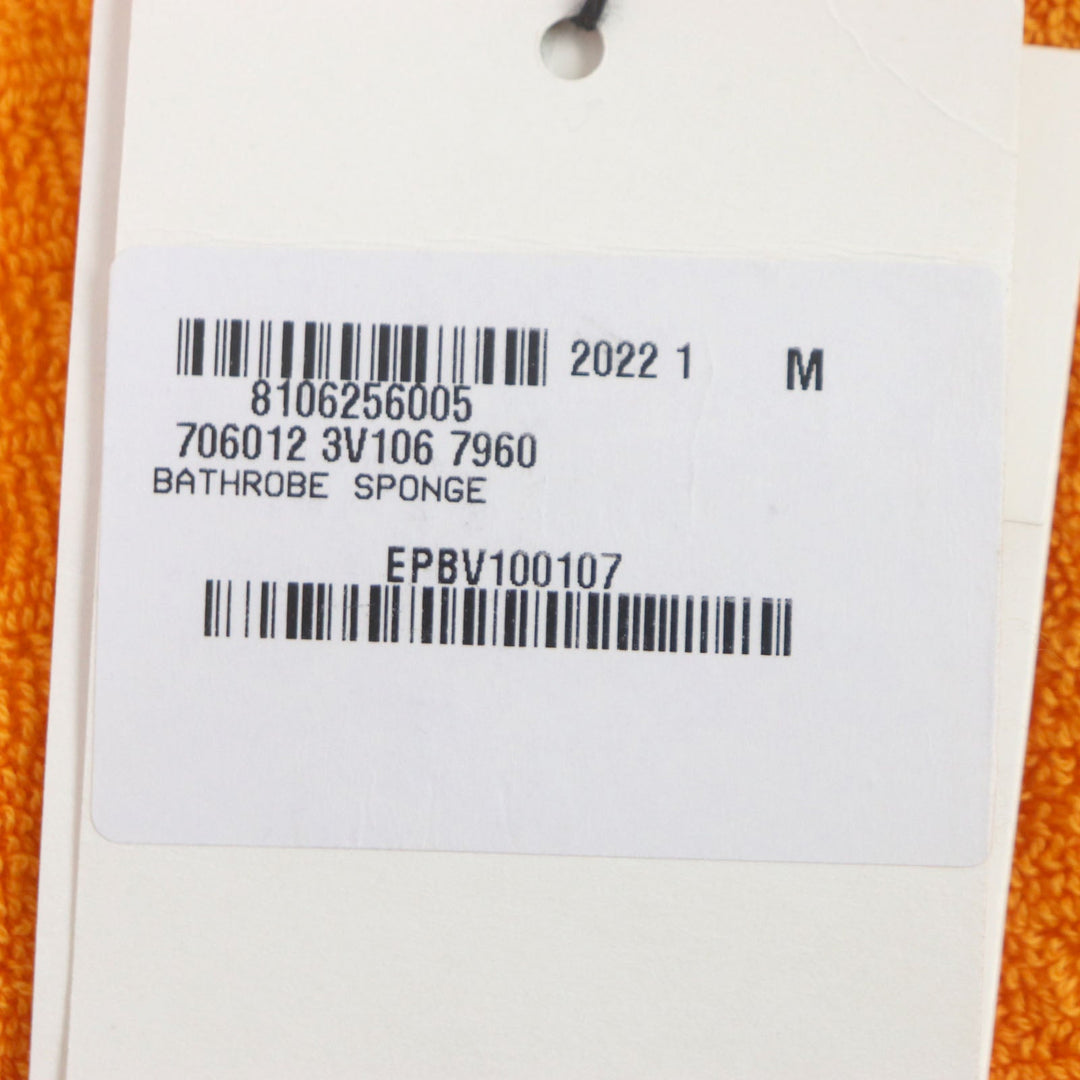 2022 1 M
8106256005
706012 3V106 7960
BATHROBE SPONGE
EPBV100107